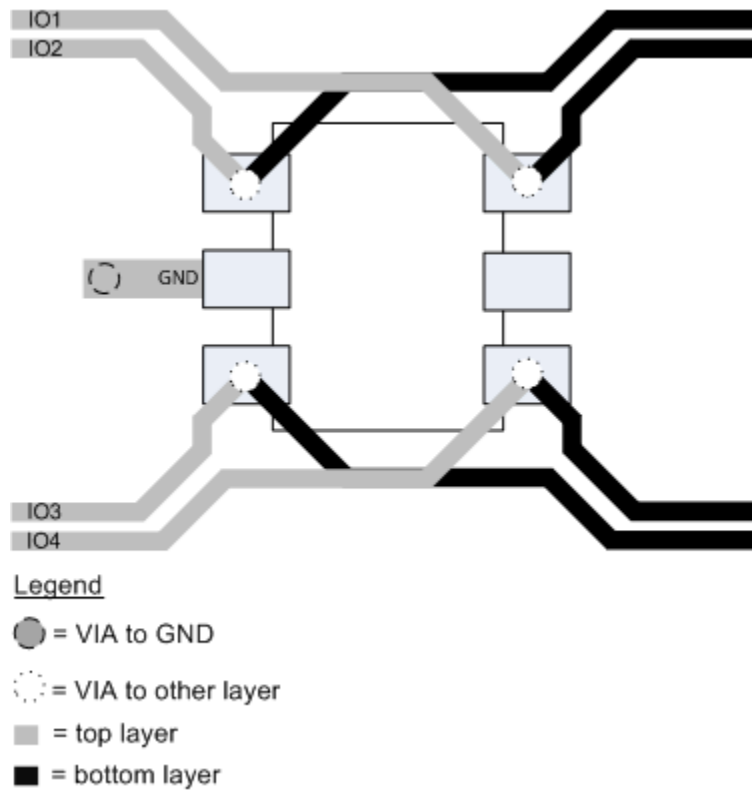 IO1
IO2
GND
IO3
IO4
Legend
= VIA to GND
= VIA to other layer
= top layer
= bottom layer